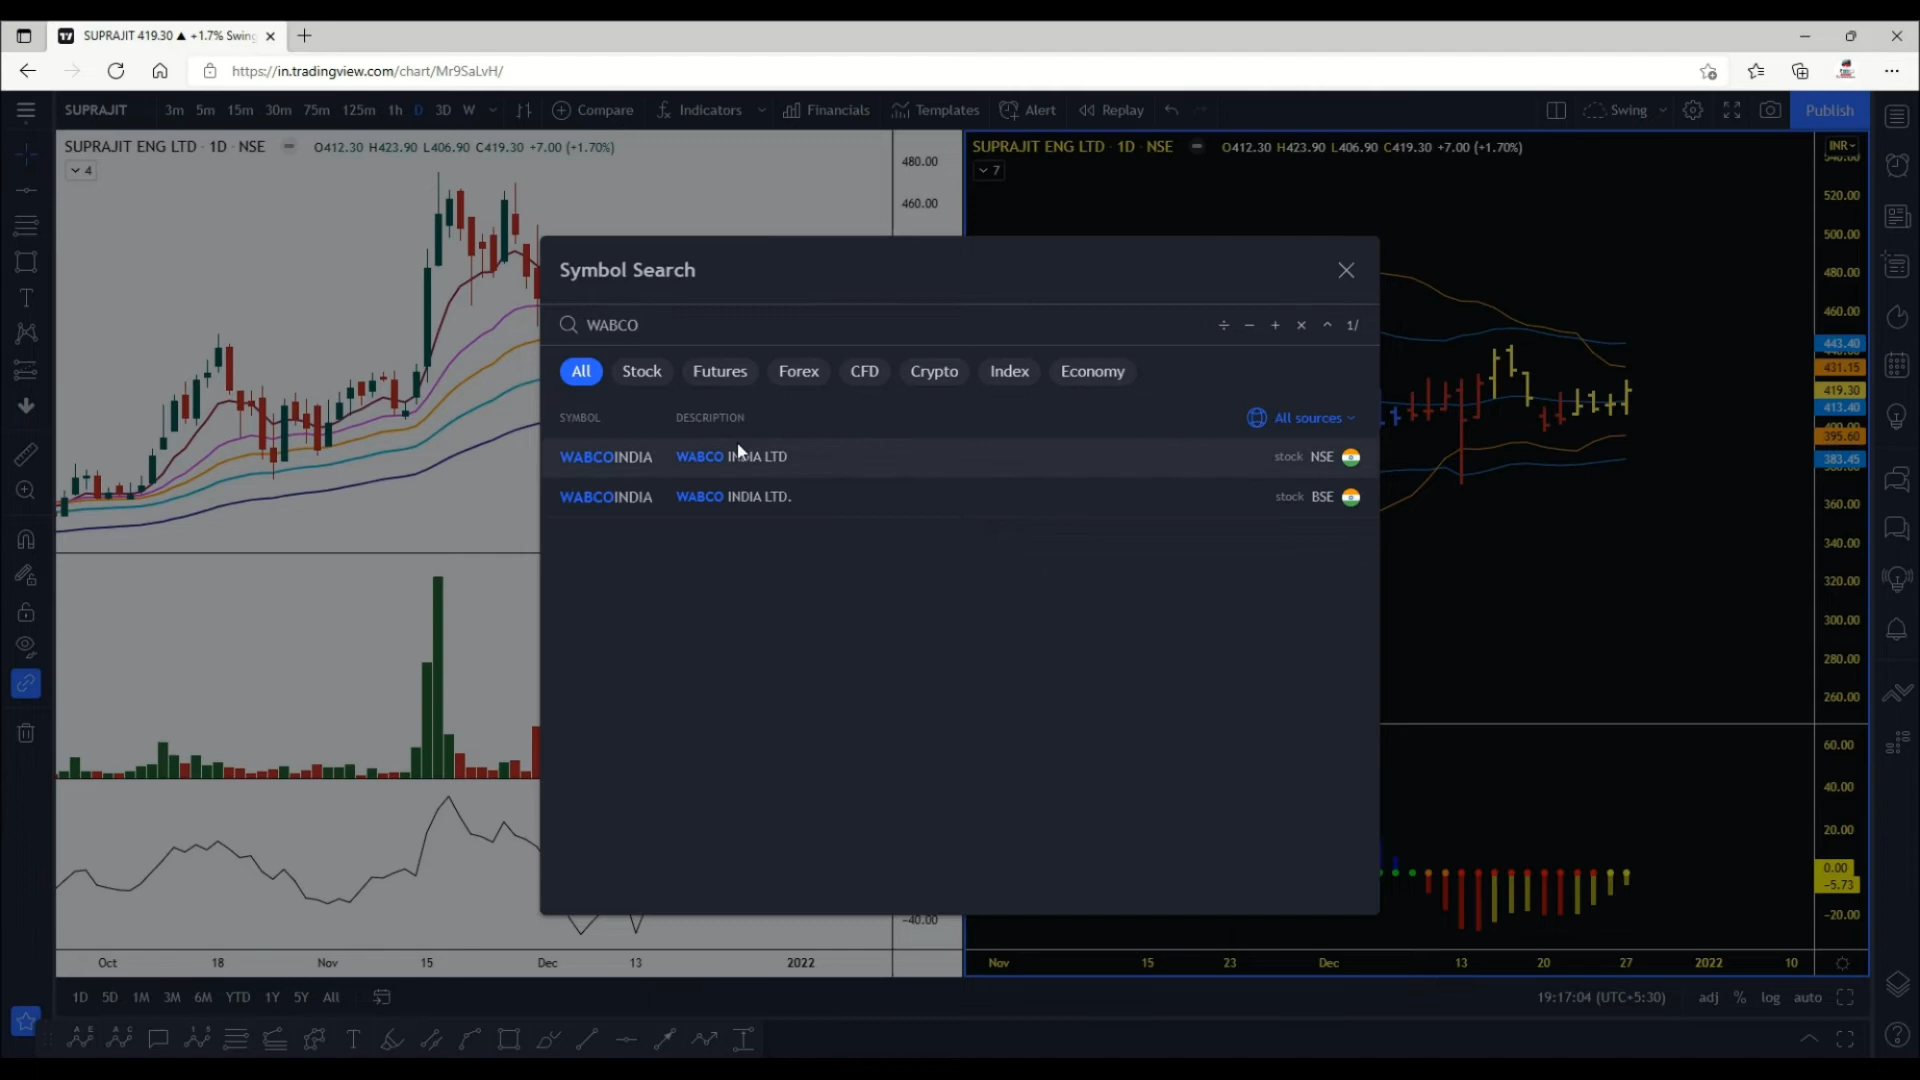 SUPRAJIT 419.30 ▲ +1.7% Swing
https://in.tradingview.com/chart/Mr9SaLvH/
SUPRAJIT 3m 5m 15m 30m 75m 125m 1h D 3D W Compare Indicators Financials Templates Alert Replay Swing Publish
SUPRAJIT ENG LTD · 1D · NSE O412.30 H423.90 L406.90 C419.30 +7.00 (+1.70%)
4
480.00
460.00
SUPRAJIT ENG LTD · 1D · NSE O412.30 H423.90 L406.90 C419.30 +7.00 (+1.70%)
7
INR
520.00
500.00
480.00
460.00
443.40
431.15
419.30
413.40
395.60
383.45
360.00
340.00
320.00
300.00
280.00
260.00
60.00
40.00
20.00
0.00
-5.73
-20.00
Symbol Search
WABCO ÷ − + × ^ 1/
All Stock Futures Forex CFD Crypto Index Economy
SYMBOL DESCRIPTION All sources
WABCOINDIA WABCO INDIA LTD stock NSE
WABCOINDIA WABCO INDIA LTD. stock BSE
-40.00
Oct 18 Nov 15 Dec 13 2022
Nov 15 23 Dec 13 20 27 2022 10
1D 5D 1M 3M 6M YTD 1Y 5Y All 19:17:04 (UTC+5:30) adj % log auto